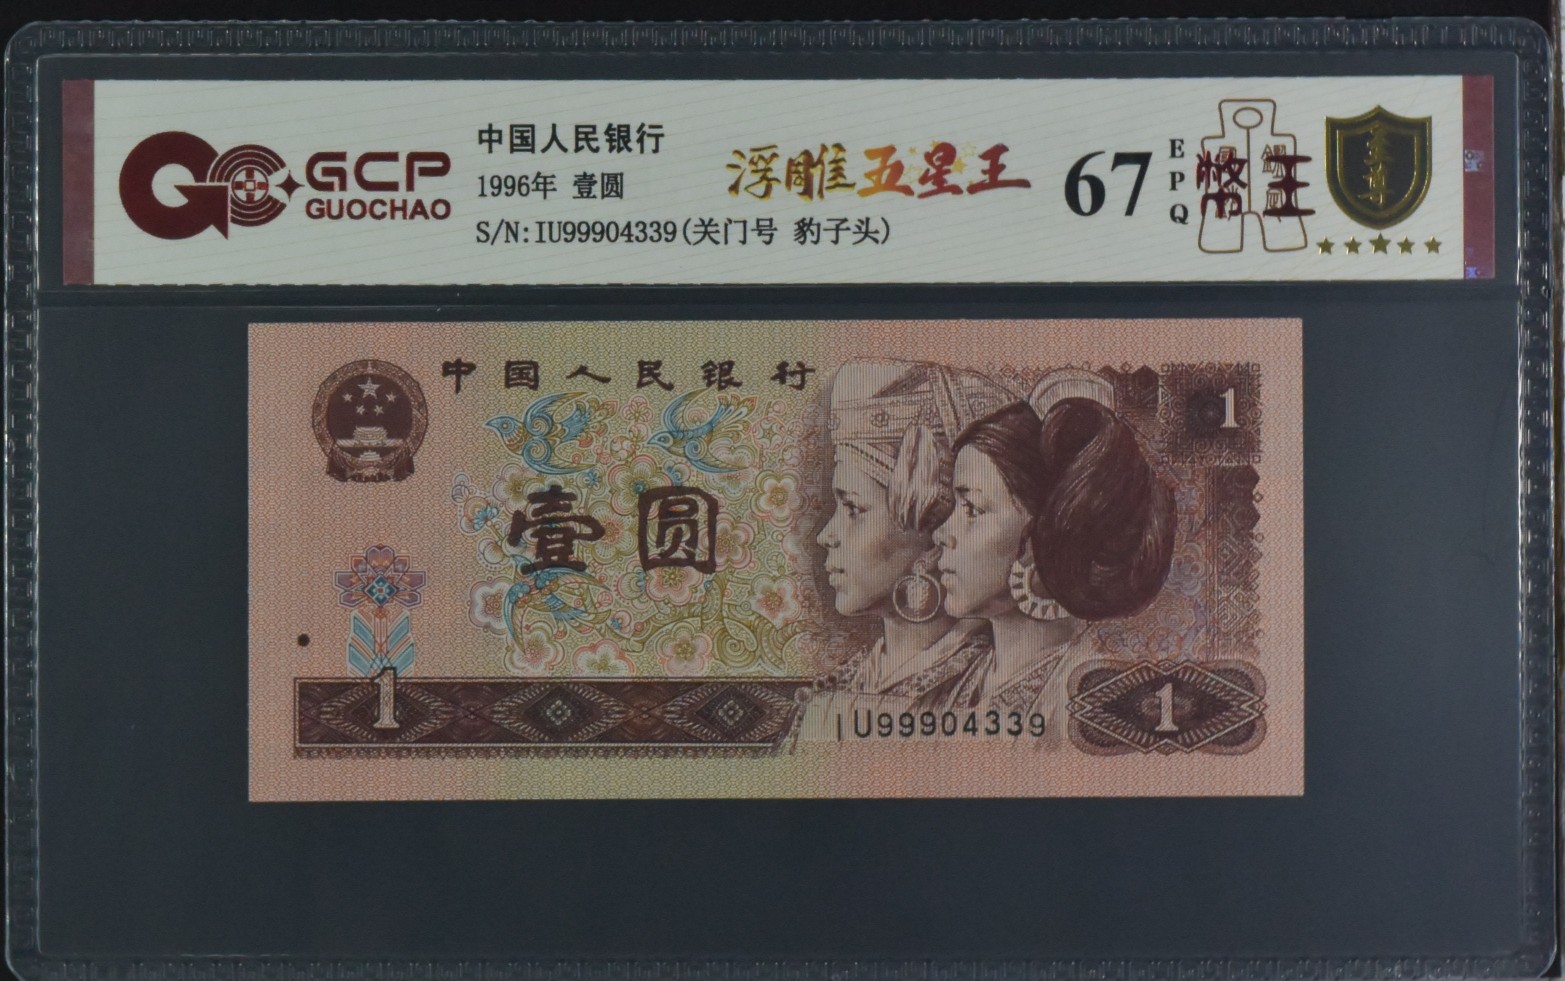 GCP
GUOCHAO
中国人民银行
1996年 壹圆
S/N:IU99904339(关门号 豹子头)
浮雕五星王
67
EPQ
至尊
中国人民银行
壹圆
1
1
1
IU99904339